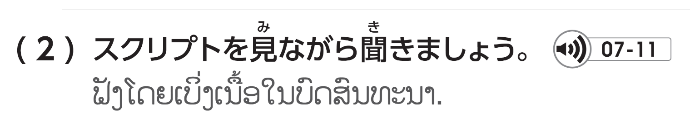 (2) スクリプトを見ながら聞きましょう。 07-11
ຟັງໂດຍເບິ່ງເນື້ອໃນບົດສົນທະນາ.